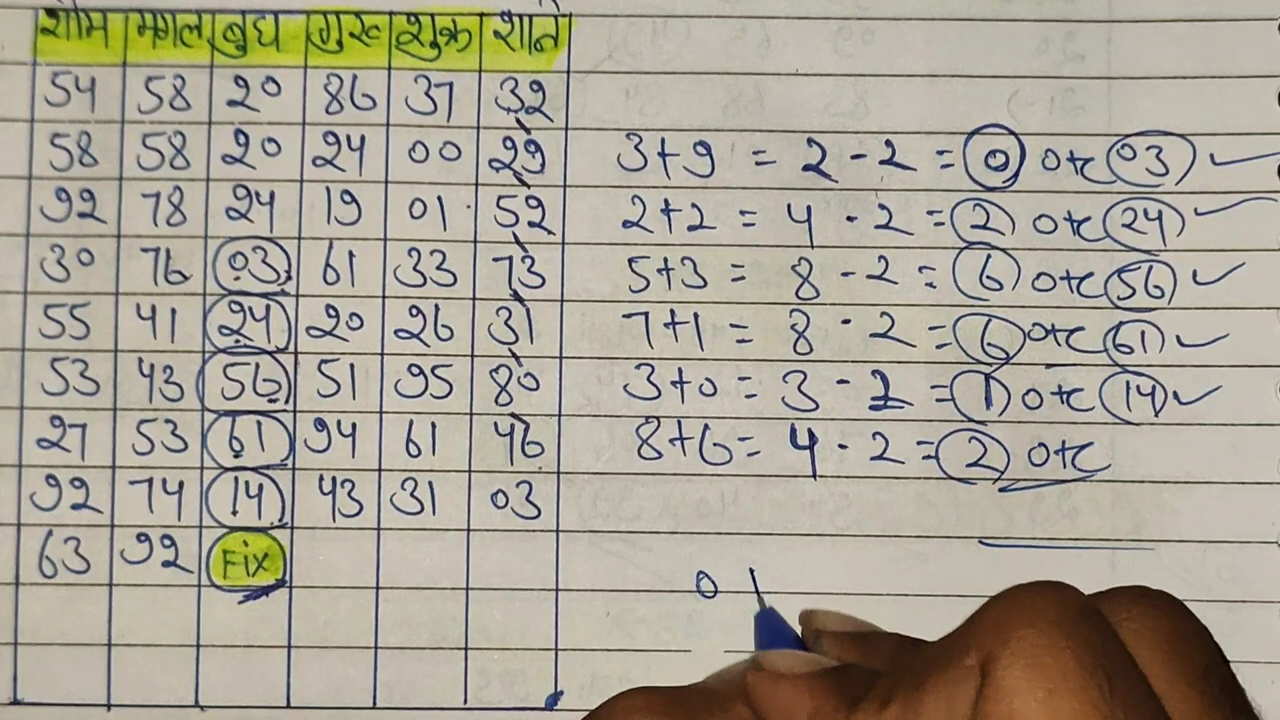 सोम मंगल बुध गुरु शुक्र शनि
54 58 20 86 37 32
58 58 20 24 00 29
92 78 24 19 01 52
30 76 03 61 33 73
55 41 24 20 26 31
53 43 56 51 95 80
27 53 61 94 61 46
92 74 14 43 31 03
63 92 Fix
3+9 = 2-2 = 0 otc 03 ✓
2+2 = 4-2 = 2 otc 24 ✓
5+3 = 8-2 = 6 otc 56 ✓
7+1 = 8-2 = 6 otc 61 ✓
3+0 = 3-2 = 1 otc 14 ✓
8+6 = 4-2 = 2 otc
0